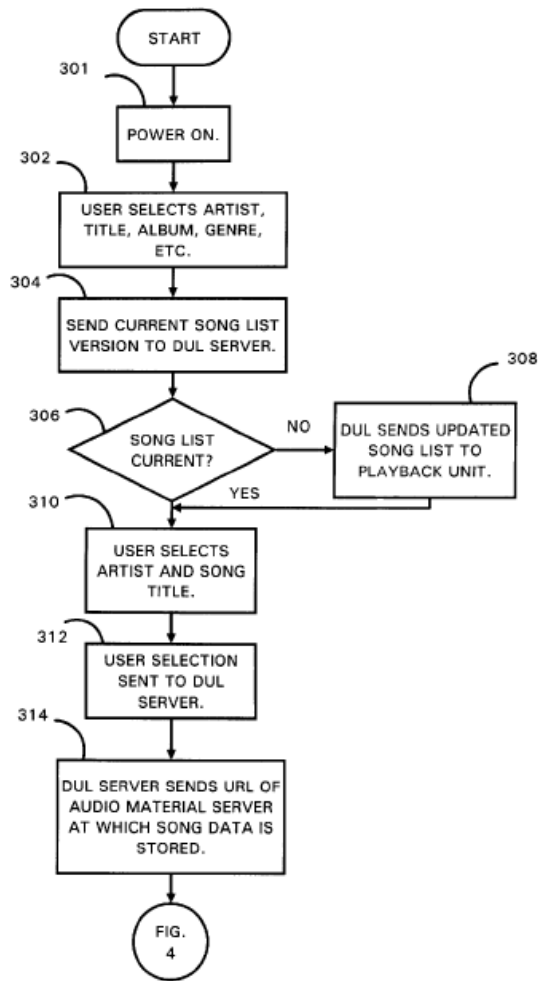 START
301
POWER ON.
302
USER SELECTS ARTIST,
TITLE, ALBUM, GENRE,
ETC.
304
SEND CURRENT SONG LIST
VERSION TO DUL SERVER.
306
SONG LIST
CURRENT?
NO
308
DUL SENDS UPDATED
SONG LIST TO
PLAYBACK UNIT.
YES
310
USER SELECTS
ARTIST AND SONG
TITLE.
312
USER SELECTION
SENT TO DUL
SERVER.
314
DUL SERVER SENDS URL OF
AUDIO MATERIAL SERVER
AT WHICH SONG DATA IS
STORED.
FIG.
4